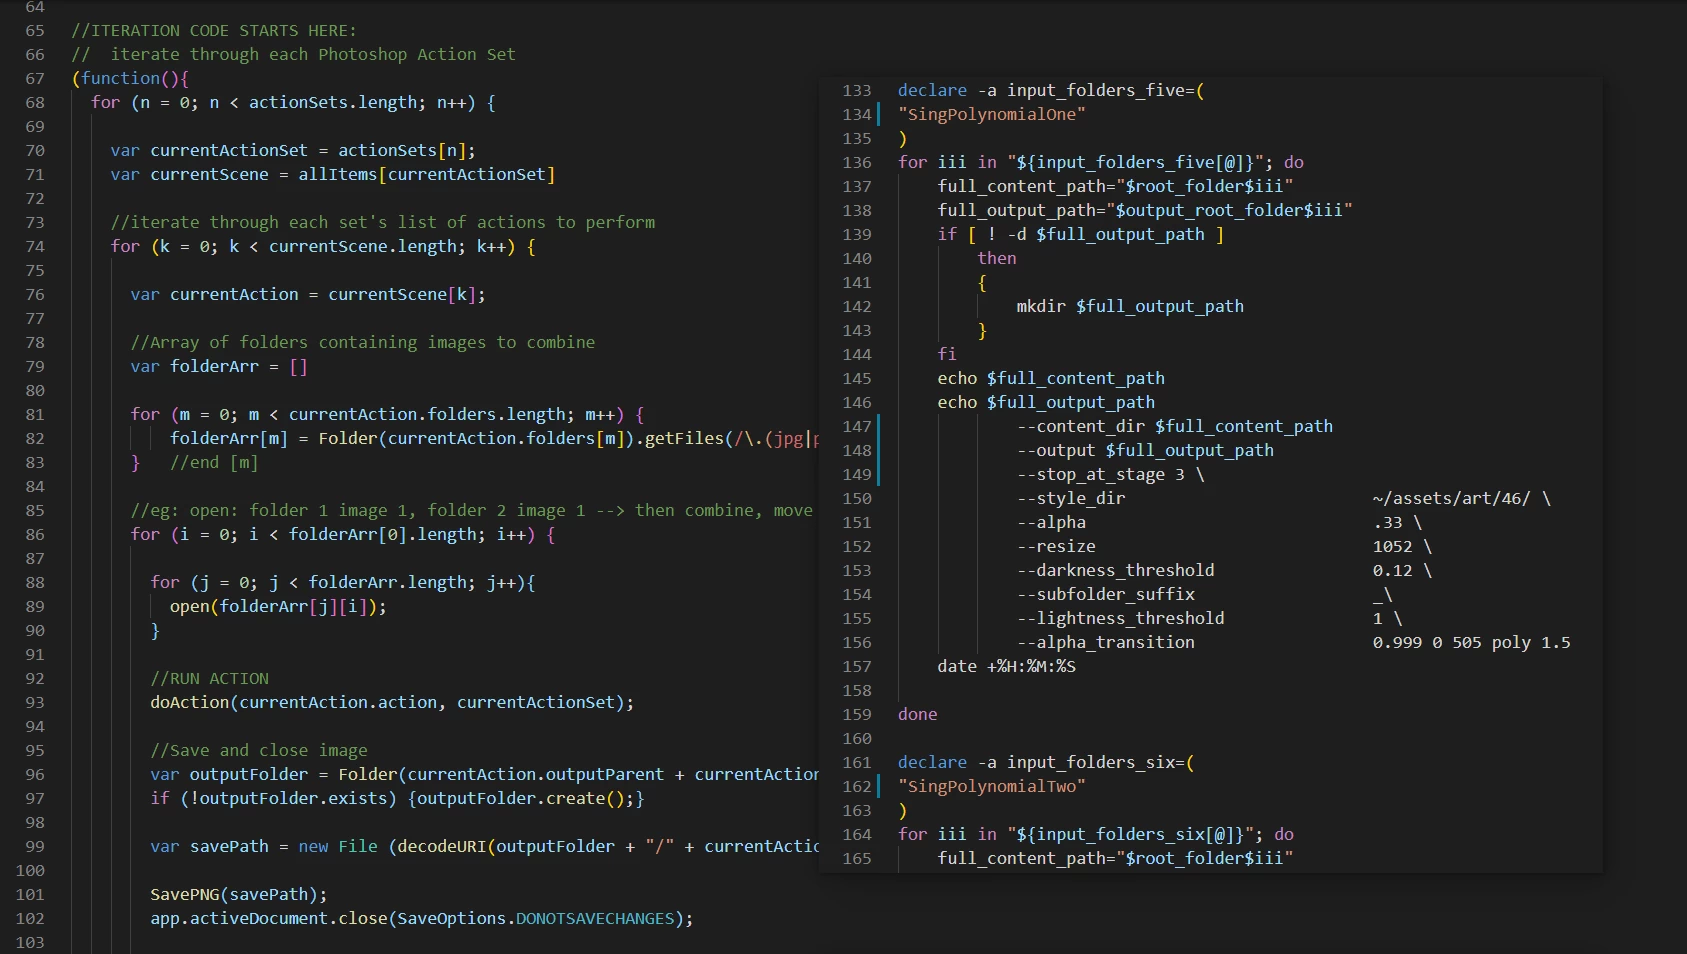 64
65 //ITERATION CODE STARTS HERE:
66 //  iterate through each Photoshop Action Set
67 (function(){
68   for (n = 0; n < actionSets.length; n++) {
69
70     var currentActionSet = actionSets[n];
71     var currentScene = allItems[currentActionSet]
72
73     //iterate through each set's list of actions to perform
74     for (k = 0; k < currentScene.length; k++) {
75
76       var currentAction = currentScene[k];
77
78       //Array of folders containing images to combine
79       var folderArr = []
80
81       for (m = 0; m < currentAction.folders.length; m++) {
82           folderArr[m] = Folder(currentAction.folders[m]).getFiles(/\.(jpg|
83       }   //end [m]
84
85       //eg: open: folder 1 image 1, folder 2 image 1 --> then combine, move
86       for (i = 0; i < folderArr[0].length; i++) {
87
88         for (j = 0; j < folderArr.length; j++){
89           open(folderArr[j][i]);
90         }
91
92         //RUN ACTION
93         doAction(currentAction.action, currentActionSet);
94
95         //Save and close image
96         var outputFolder = Folder(currentAction.outputParent + currentAction
97         if (!outputFolder.exists) {outputFolder.create();}
98
99         var savePath = new File (decodeURI(outputFolder + "/" + currentActio
100
101         SavePNG(savePath);
102         app.activeDocument.close(SaveOptions.DONOTSAVECHANGES);
103
133 declare -a input_folders_five=(
134 "SingPolynomialOne"
135 )
136 for iii in "${input_folders_five[@]}"; do
137     full_content_path="$root_folder$iii"
138     full_output_path="$output_root_folder$iii"
139     if [ ! -d $full_output_path ]
140         then
141         {
142             mkdir $full_output_path
143         }
144     fi
145     echo $full_content_path
146     echo $full_output_path
147             --content_dir $full_content_path
148             --output $full_output_path
149             --stop_at_stage 3 \
150             --style_dir                         ~/assets/art/46/ \
151             --alpha                             .33 \
152             --resize                            1052 \
153             --darkness_threshold                0.12 \
154             --subfolder_suffix                  _\
155             --lightness_threshold               1 \
156             --alpha_transition                  0.999 0 505 poly 1.5
157     date +%H:%M:%S
158
159 done
160
161 declare -a input_folders_six=(
162 "SingPolynomialTwo"
163 )
164 for iii in "${input_folders_six[@]}"; do
165     full_content_path="$root_folder$iii"